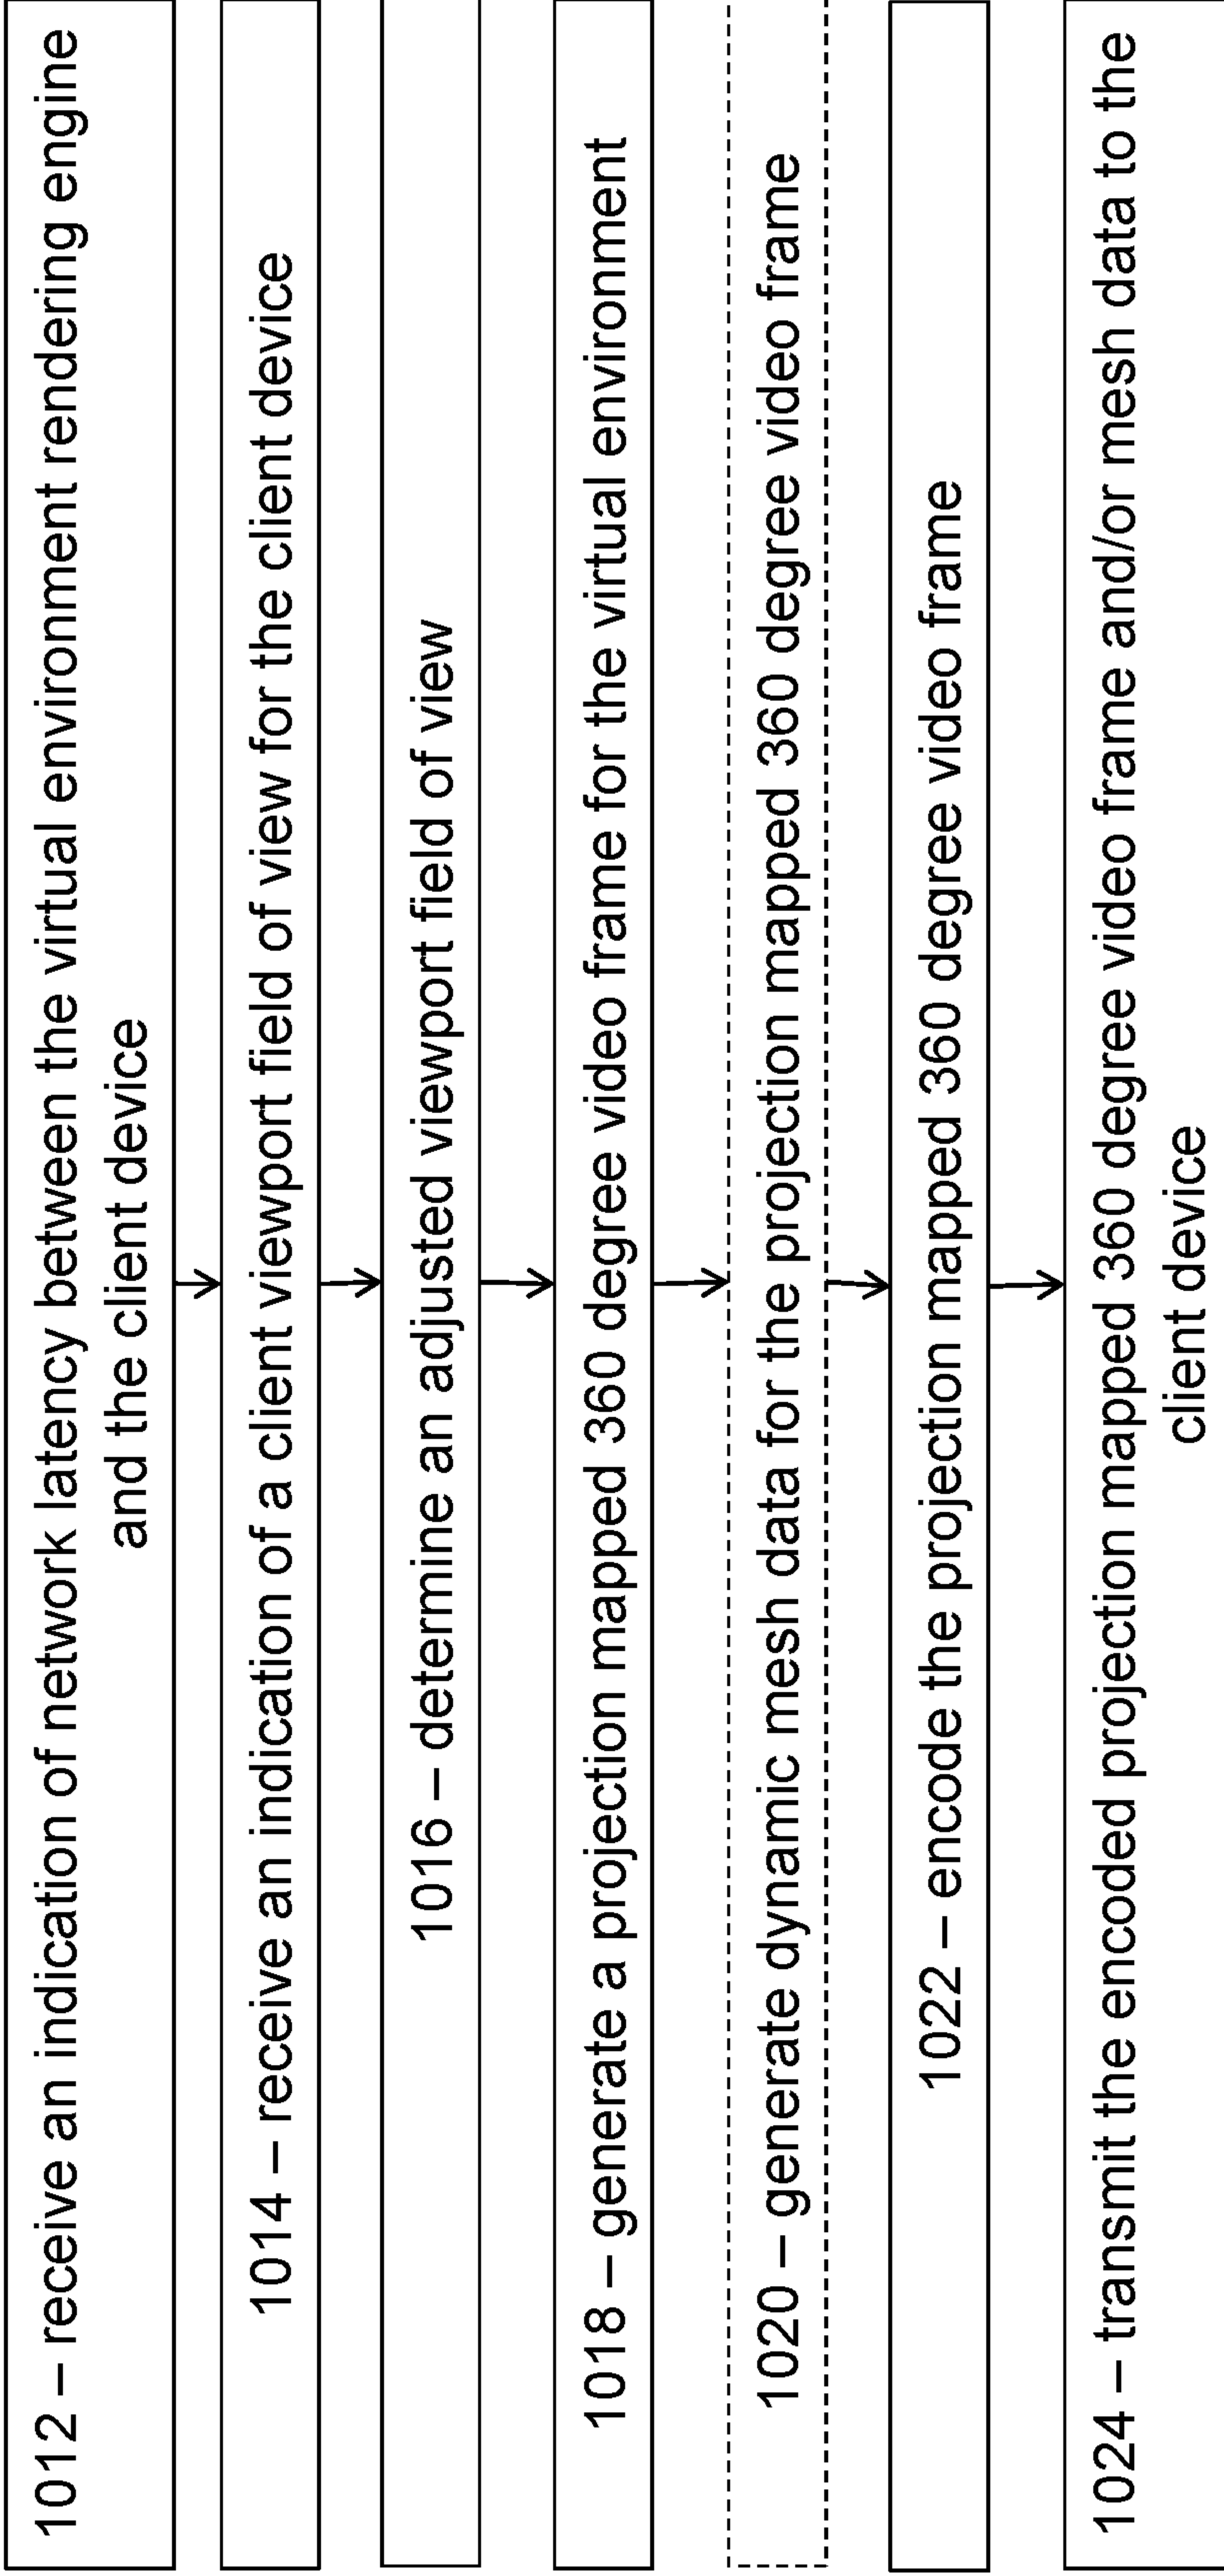 1012 – receive an indication of network latency between the virtual environment rendering engine
and the client device
1014 – receive an indication of a client viewport field of view for the client device
1016 – determine an adjusted viewport field of view
1018 – generate a projection mapped 360 degree video frame for the virtual environment
1020 – generate dynamic mesh data for the projection mapped 360 degree video frame
1022 – encode the projection mapped 360 degree video frame
1024 – transmit the encoded projection mapped 360 degree video frame and/or mesh data to the
client device